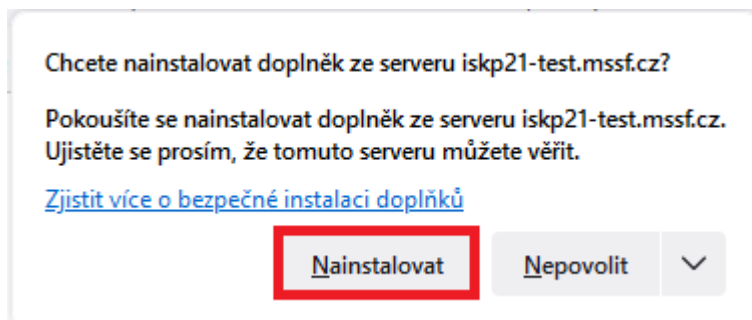 Chcete nainstalovat doplněk ze serveru iskp21-test.mssf.cz?
Pokoušíte se nainstalovat doplněk ze serveru iskp21-test.mssf.cz.
Ujistěte se prosím, že tomuto serveru můžete věřit.
Zjistit více o bezpečné instalaci doplňků
Nainstalovat Nepovolit